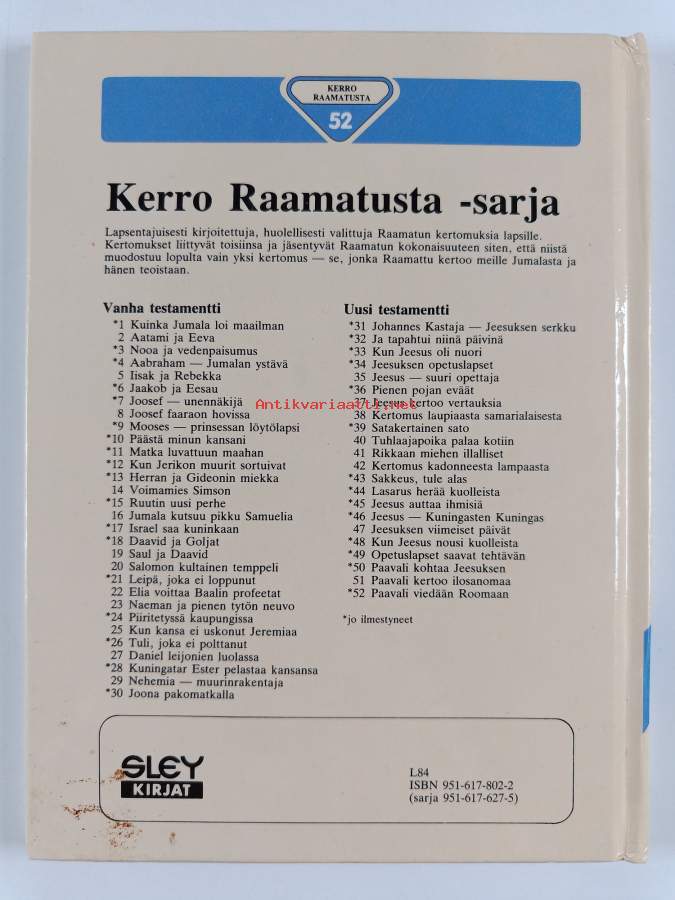 KERRO
RAAMATUSTA
52
Kerro Raamatusta -sarja
Lapsentajuisesti kirjoitettuja, huolellisesti valittuja Raamatun kertomuksia lapsille.
Kertomukset liittyvät toisiinsa ja jäsentyvät Raamatun kokonaisuuteen siten, että niistä
muodostuu lopulta vain yksi kertomus — se, jonka Raamattu kertoo meille Jumalasta ja
hänen teoistaan.
Vanha testamentti
*1 Kuinka Jumala loi maailman
2 Aatami ja Eeva
*3 Nooa ja vedenpaisumus
*4 Aabraham — Jumalan ystävä
5 Iisak ja Rebekka
*6 Jaakob ja Eesau
*7 Joosef — unennäkijä
8 Joosef faaraon hovissa
*9 Mooses — prinsessan löytölapsi
*10 Päästä minun kansani
*11 Matka luvattuun maahan
*12 Kun Jerikon muurit sortuivat
*13 Herran ja Gideonin miekka
14 Voimamies Simson
*15 Ruutin uusi perhe
16 Jumala kutsuu pikku Samuelia
*17 Israel saa kuninkaan
*18 Daavid ja Goljat
19 Saul ja Daavid
20 Salomon kultainen temppeli
*21 Leipä, joka ei loppunut
22 Elia voittaa Baalin profeetat
23 Naeman ja pienen tytön neuvo
*24 Piiritetyssä kaupungissa
25 Kun kansa ei uskonut Jeremiaa
*26 Tuli, joka ei polttanut
27 Daniel leijonien luolassa
*28 Kuningatar Ester pelastaa kansansa
29 Nehemia — muurinrakentaja
*30 Joona pakomatkalla
Uusi testamentti
*31 Johannes Kastaja — Jeesuksen serkku
*32 Ja tapahtui niinä päivinä
*33 Kun Jeesus oli nuori
*34 Jeesuksen opetuslapset
35 Jeesus — suuri opettaja
*36 Pienen pojan eväät
37 Jeesus kertoo vertauksia
38 Kertomus laupiaasta samarialaisesta
*39 Satakertainen sato
40 Tuhlaajapoika palaa kotiin
41 Rikkaan miehen illalliset
42 Kertomus kadonneesta lampaasta
*43 Sakkeus, tule alas
*44 Lasarus herää kuolleista
*45 Jeesus auttaa ihmisiä
*46 Jeesus — Kuningasten Kuningas
47 Jeesuksen viimeiset päivät
*48 Kun Jeesus nousi kuolleista
*49 Opetuslapset saavat tehtävän
*50 Paavali kohtaa Jeesuksen
51 Paavali kertoo ilosanomaa
*52 Paavali viedään Roomaan
*jo ilmestyneet
Antikvariaatti.net
SLEY
KIRJAT
L84
ISBN 951-617-802-2
(sarja 951-617-627-5)